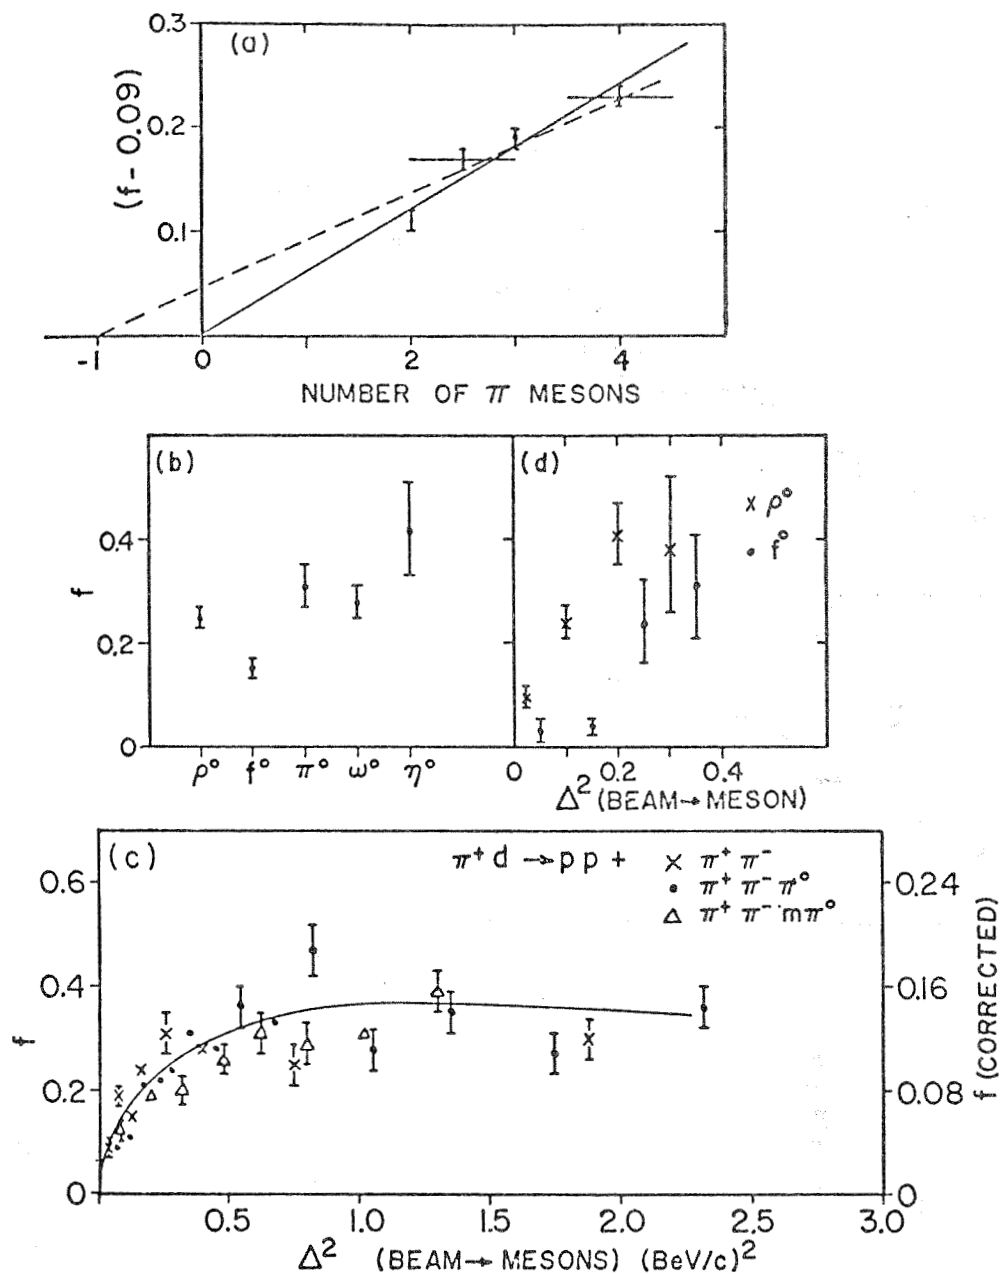 (a)
(f - 0.09)
0.3
0.2
0.1
-1 0 2 4
NUMBER OF π MESONS
(b)
f
0.4
0.2
0
ρ° f° π° ω° η°
(d)
x ρ°
• f°
0 0.2 0.4
Δ² (BEAM→MESON)
(c)
π⁺ d → p p +
× π⁺ π⁻
• π⁺ π⁻ π°
△ π⁺ π⁻ mπ°
f
0.6
0.4
0.2
0
0.24
0.16
0.08
0
f (CORRECTED)
0.5 1.0 1.5 2.0 2.5 3.0
Δ² (BEAM→MESONS) (BeV/c)²